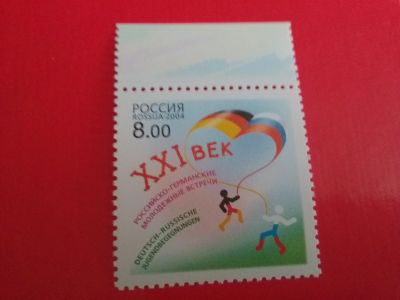 РОССИЯ
ROSSIJA·2004
8.00
XXI ВЕК
РОССИЙСКО-ГЕРМАНСКИЕ
МОЛОДЕЖНЫЕ ВСТРЕЧИ
DEUTSCH-RUSSISCHE
JUGENDBEGEGNUNGEN